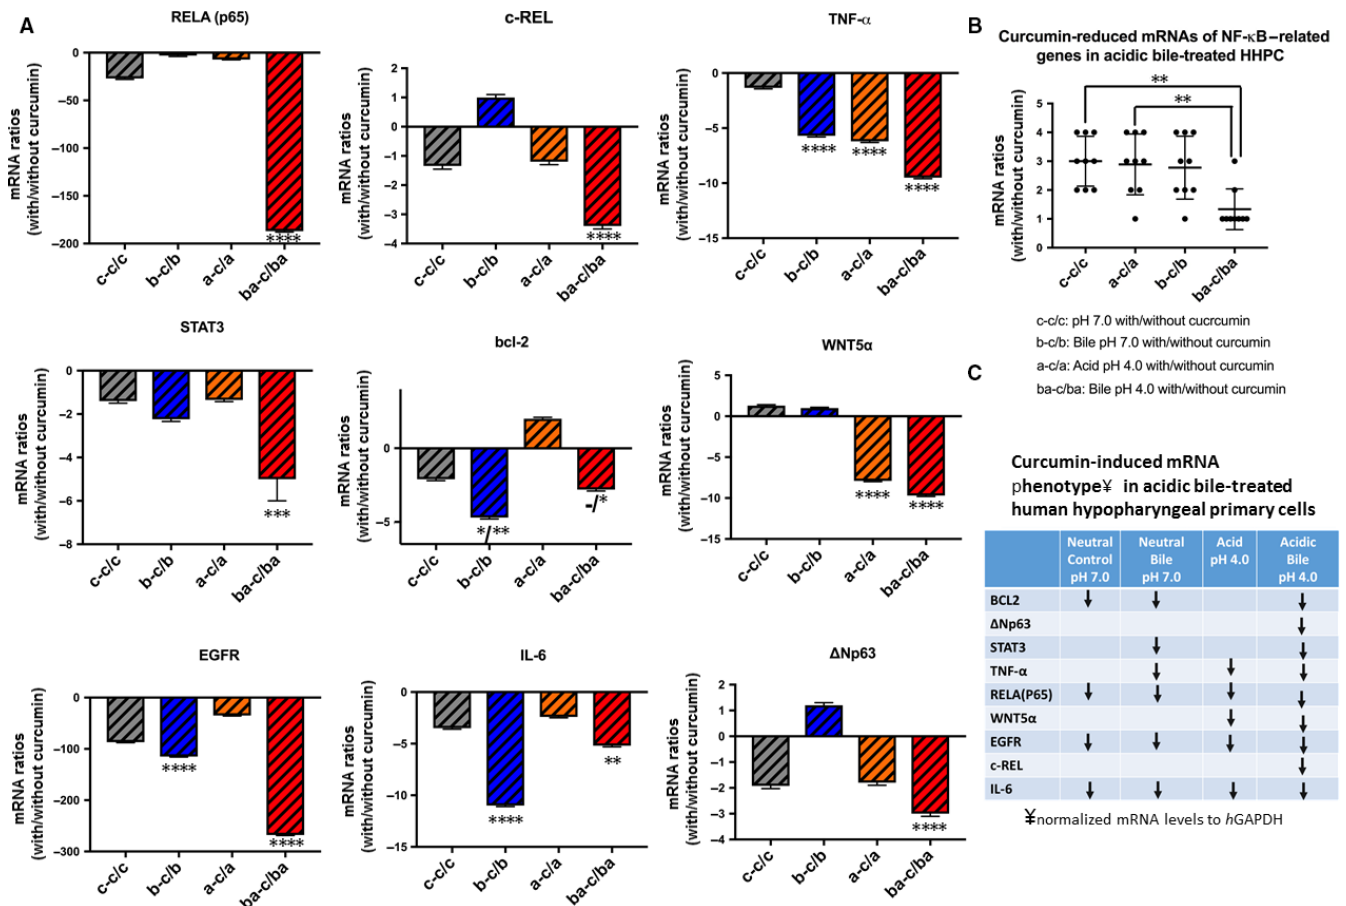 A
RELA (p65)
mRNA ratios
(with/without curcumin)
0
−50
−100
−150
−200
****
c-c/c
b-c/b
a-c/a
ba-c/ba
c-REL
mRNA ratios
(with/without curcumin)
2
1
0
−1
−2
−3
−4
****
c-c/c
b-c/b
a-c/a
ba-c/ba
TNF-α
mRNA ratios
(with/without curcumin)
0
−5
−10
−15
****
****
****
c-c/c
b-c/b
a-c/a
ba-c/ba
STAT3
mRNA ratios
(with/without curcumin)
0
−2
−4
−6
−8
***
c-c/c
b-c/b
a-c/a
ba-c/ba
bcl-2
mRNA ratios
(with/without curcumin)
0
−5
*/**
-/*
c-c/c
b-c/b
a-c/a
ba-c/ba
WNT5α
mRNA ratios
(with/without curcumin)
5
0
−5
−10
−15
****
****
c-c/c
b-c/b
a-c/a
ba-c/ba
EGFR
mRNA ratios
(with/without curcumin)
0
−100
−200
−300
****
****
c-c/c
b-c/b
a-c/a
ba-c/ba
IL-6
mRNA ratios
(with/without curcumin)
0
−5
−10
−15
****
**
c-c/c
b-c/b
a-c/a
ba-c/ba
ΔNp63
mRNA ratios
(with/without curcumin)
2
1
0
−1
−2
−3
−4
****
c-c/c
b-c/b
a-c/a
ba-c/ba
B
Curcumin-reduced mRNAs of NF-κB–related
genes in acidic bile-treated HHPC
**
**
mRNA ratios
(with/without curcumin)
5
4
3
2
1
0
c-c/c
a-c/a
b-c/b
ba-c/ba
c-c/c: pH 7.0 with/without cucrcumin
b-c/b: Bile pH 7.0 with/without curcumin
a-c/a: Acid pH 4.0 with/without curcumin
ba-c/ba: Bile pH 4.0 with/without curcumin
C
Curcumin-induced mRNA
phenotype¥ in acidic bile-treated
human hypopharyngeal primary cells
Neutral Control pH 7.0 Neutral Bile pH 7.0 Acid pH 4.0 Acidic Bile pH 4.0
BCL2 ↓ ↓ ↓
ΔNp63 ↓
STAT3 ↓ ↓
TNF-α ↓ ↓ ↓
RELA(P65) ↓ ↓ ↓ ↓
WNT5α ↓ ↓
EGFR ↓ ↓ ↓ ↓
c-REL ↓
IL-6 ↓ ↓ ↓ ↓
¥normalized mRNA levels to hGAPDH